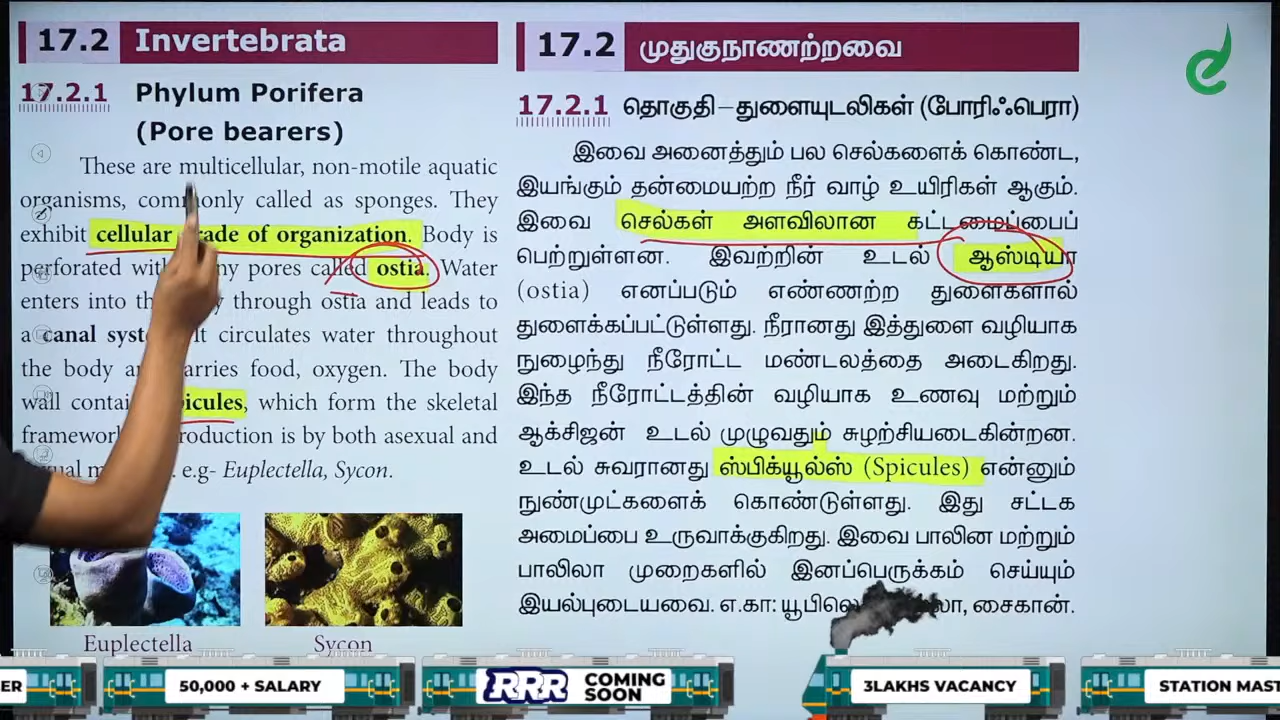 17.2 Invertebrata
17.2.1 Phylum Porifera
(Pore bearers)
These are multicellular, non-motile aquatic
organisms, commonly called as sponges. They
exhibit cellular grade of organization. Body is
perforated with many pores called ostia. Water
enters into the through ostia and leads to
a canal It circulates water throughout
the body carries food, oxygen. The body
wall spicules, which form the skeletal
is by both asexual and
e.g- Euplectella, Sycon.
Euplectella
Sycon
17.2 முதுகுநாணற்றவை
17.2.1 தொகுதி–துளையுடலிகள் (போரிஃபெரா)
இவை அனைத்தும் பல செல்களைக் கொண்ட,
இயங்கும் தன்மையற்ற நீர் வாழ் உயிரிகள் ஆகும்.
இவை செல்கள் அளவிலான கட்டமைப்பைப்
பெற்றுள்ளன. இவற்றின் உடல் ஆஸ்டியா
(ostia) எனப்படும் எண்ணற்ற துளைகளால்
துளைக்கப்பட்டுள்ளது. நீரானது இத்துளை வழியாக
நுழைந்து நீரோட்ட மண்டலத்தை அடைகிறது.
இந்த நீரோட்டத்தின் வழியாக உணவு மற்றும்
ஆக்சிஜன் உடல் முழுவதும் சுழற்சியடைகின்றன.
உடல் சுவரானது ஸ்பிக்யூல்ஸ் (Spicules) என்னும்
நுண்முட்களைக் கொண்டுள்ளது. இது சட்டக
அமைப்பை உருவாக்குகிறது. இவை பாலின மற்றும்
பாலிலா முறைகளில் இனப்பெருக்கம் செய்யும்
இயல்புடையவை. எ.கா: சைகான்.
ER
50,000 + SALARY
RRR COMING
SOON
3LAKHS VACANCY
STATION MAST